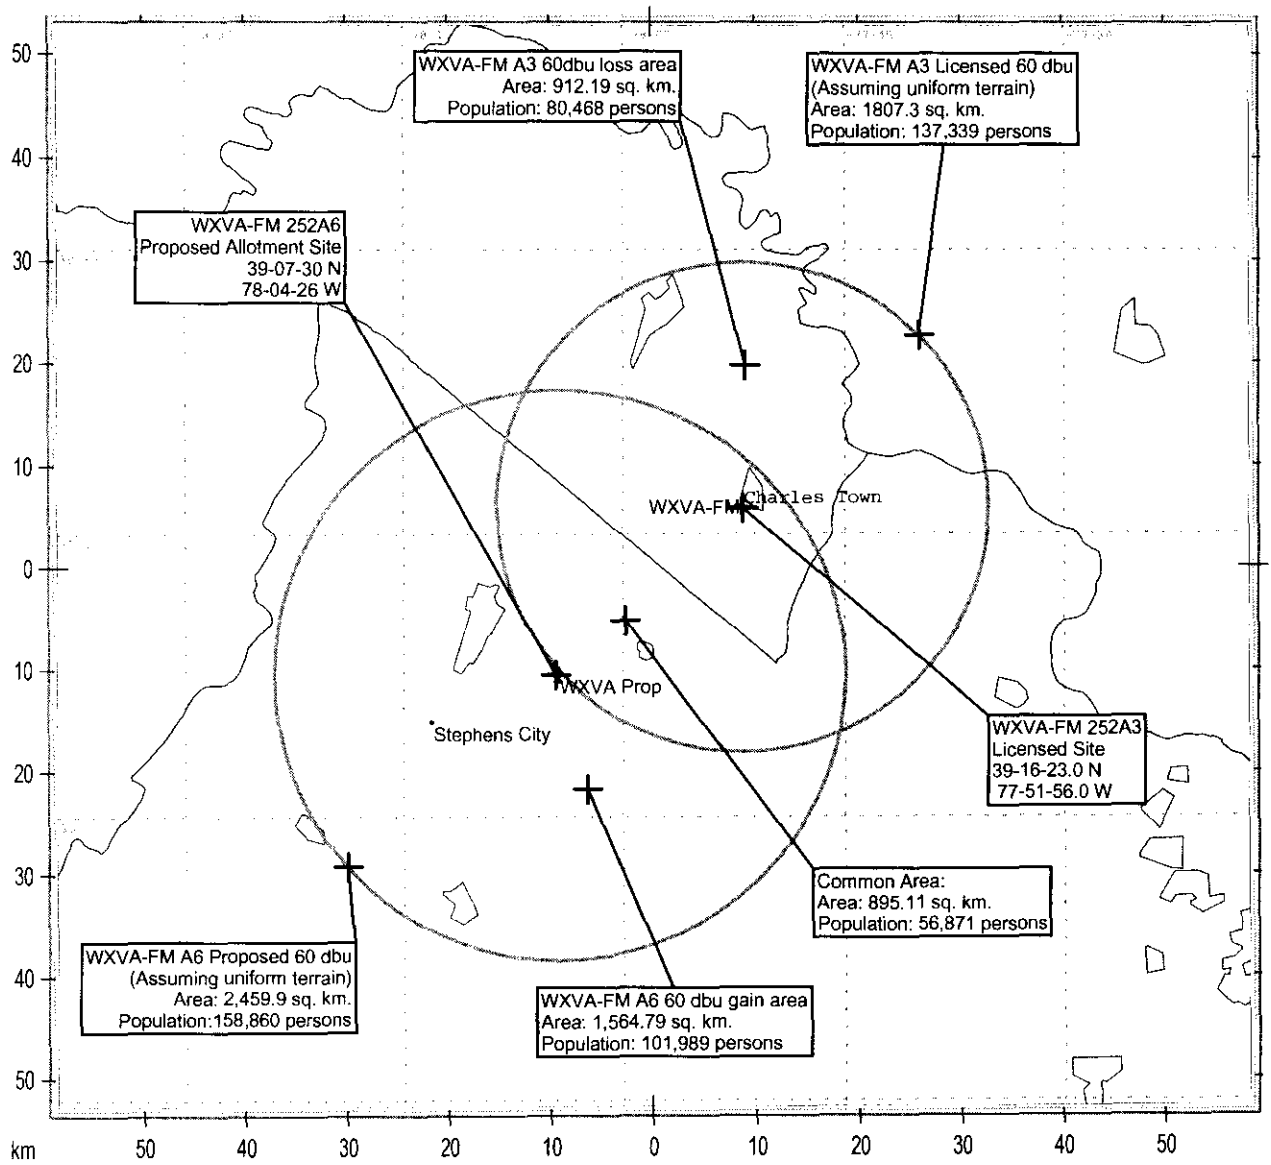 WXVA-FM A3 60dbu loss area
Area: 912.19 sq. km.
Population: 80,468 persons
WXVA-FM A3 Licensed 60 dbu
(Assuming uniform terrain)
Area: 1807.3 sq. km.
Population: 137,339 persons
WXVA-FM 252A6
Proposed Allotment Site
39-07-30 N
78-04-26 W
WXVA-FM
Charles Town
WXVA Prop
Stephens City
WXVA-FM 252A3
Licensed Site
39-16-23.0 N
77-51-56.0 W
Common Area:
Area: 895.11 sq. km.
Population: 56,871 persons
WXVA-FM A6 Proposed 60 dbu
(Assuming uniform terrain)
Area: 2,459.9 sq. km.
Population:158,860 persons
WXVA-FM A6 60 dbu gain area
Area: 1,564.79 sq. km.
Population: 101,989 persons
50
40
30
20
10
0
10
20
30
40
50
km
50
40
30
20
10
0
10
20
30
40
50